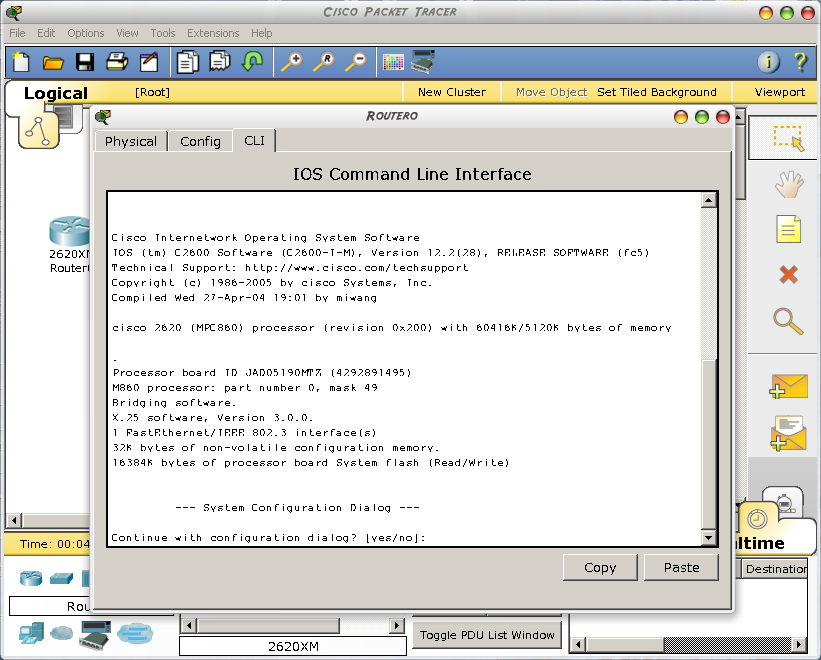 CISCO PACKET TRACER
File Edit Options View Tools Extensions Help
Logical [Root] New Cluster Move Object Set Tiled Background Viewport
ROUTER0
Physical Config CLI
IOS Command Line Interface
Cisco Internetwork Operating System Software
IOS (tm) C2600 Software (C2600-I-M), Version 12.2(28), RELEASE SOFTWARE (fc5)
Technical Support: http://www.cisco.com/techsupport
Copyright (c) 1986-2005 by cisco Systems, Inc.
Compiled Wed 27-Apr-04 19:01 by miwang
cisco 2620 (MPC860) processor (revision 0x200) with 60416K/5120K bytes of memory
.
Processor board ID JAD05190MTZ (4292891495)
M860 processor: part number 0, mask 49
Bridging software.
X.25 software, Version 3.0.0.
1 FastEthernet/IEEE 802.3 interface(s)
32K bytes of non-volatile configuration memory.
16384K bytes of processor board System flash (Read/Write)
--- System Configuration Dialog ---
Continue with configuration dialog? [yes/no]:
Copy Paste
2620XM
Router
Time: 00:04
ltime
Destination
Rou
2620XM
Toggle PDU List Window